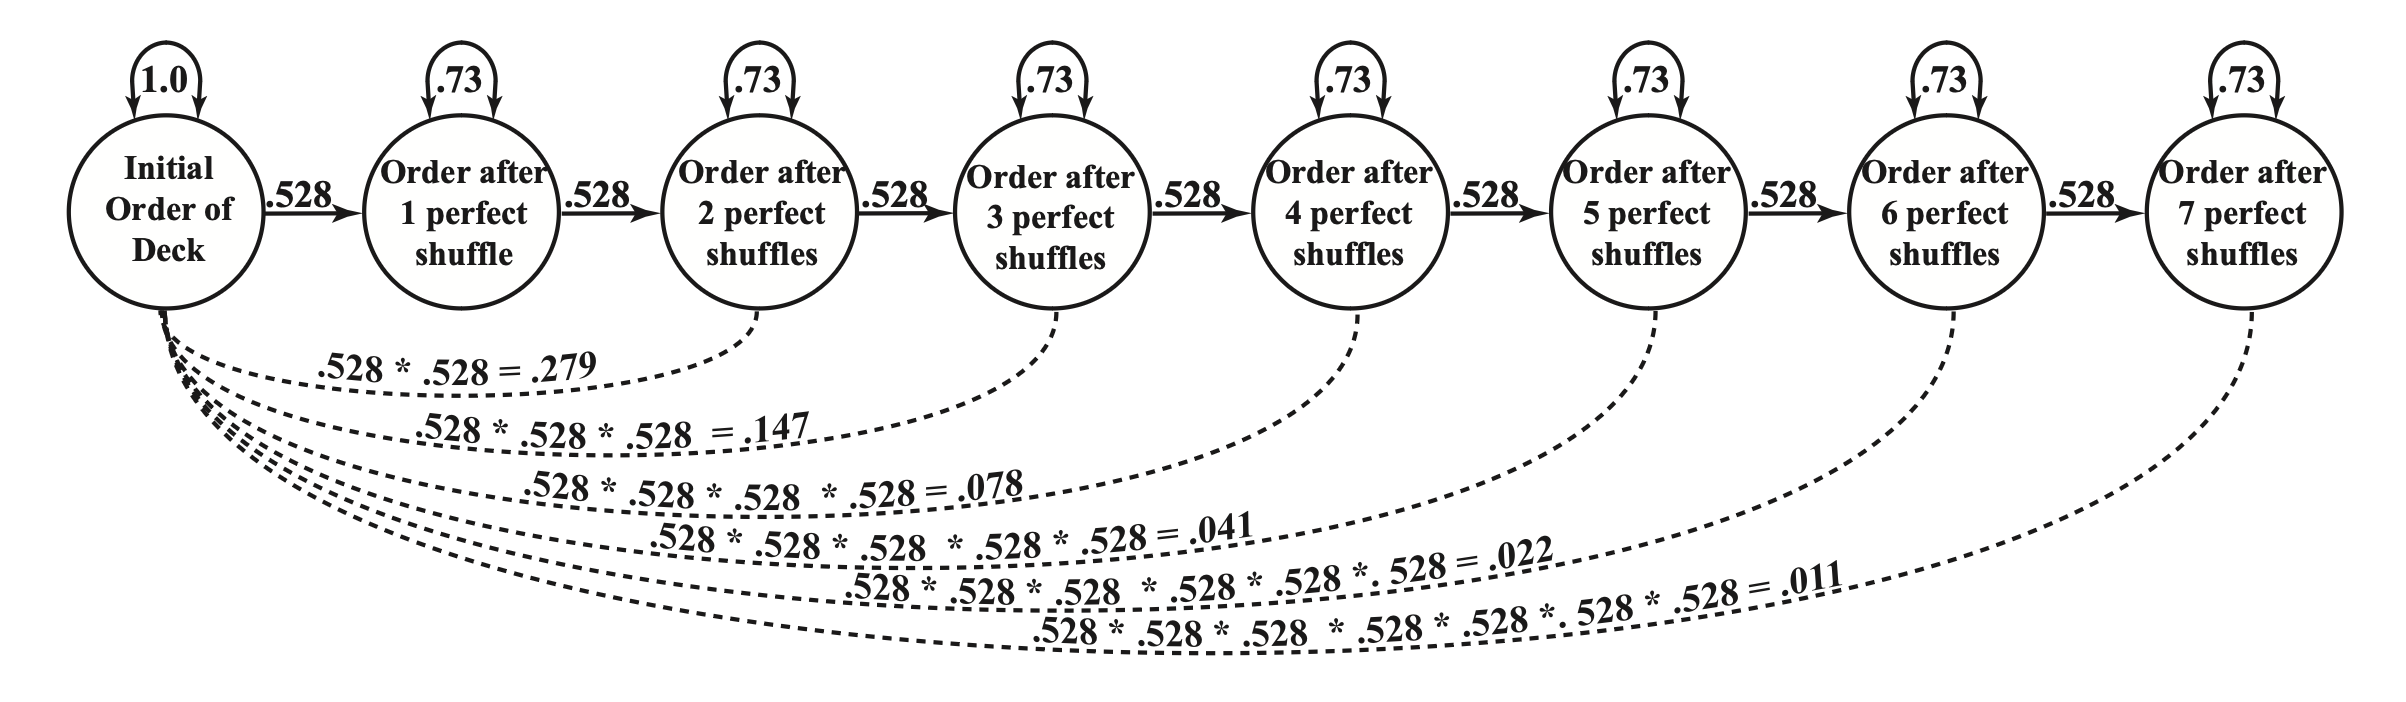 1.0
.73
.73
.73
.73
.73
.73
.73
Initial
Order of
Deck
.528
Order after
1 perfect
shuffle
.528
Order after
2 perfect
shuffles
.528
Order after
3 perfect
shuffles
.528
Order after
4 perfect
shuffles
.528
Order after
5 perfect
shuffles
.528
Order after
6 perfect
shuffles
.528
Order after
7 perfect
shuffles
.528 * .528 = .279
.528 * .528 * .528 = .147
.528 * .528 * .528 * .528 = .078
.528 * .528 * .528 * .528 * .528 = .041
.528 * .528 * .528 * .528 * .528 *. 528 = .022
.528 * .528 * .528 * .528 * .528 *. 528 * .528 = .011